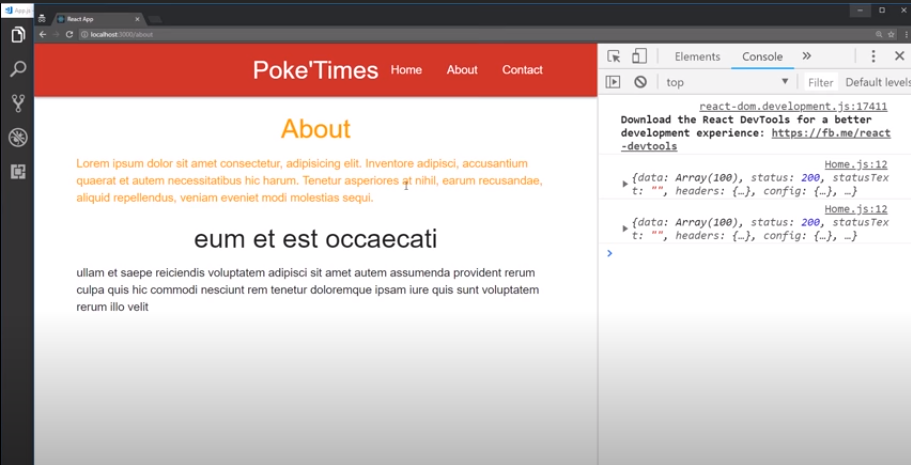 App.js
React App
localhost:3000/about
Poke'Times Home About Contact
About
Lorem ipsum dolor sit amet consectetur, adipisicing elit. Inventore adipisci, accusantium
quaerat et autem necessitatibus hic harum. Tenetur asperiores at nihil, earum recusandae,
aliquid repellendus, veniam eveniet modi molestias sequi.
eum et est occaecati
ullam et saepe reiciendis voluptatem adipisci sit amet autem assumenda provident rerum
culpa quis hic commodi nesciunt rem tenetur doloremque ipsam iure quis sunt voluptatem
rerum illo velit
Elements Console
top Filter Default levels
react-dom.development.js:17411
Download the React DevTools for a better
development experience: https://fb.me/react
-devtools
Home.js:12
{data: Array(100), status: 200, statusTex
t: "", headers: {…}, config: {…}, …}
Home.js:12
{data: Array(100), status: 200, statusTex
t: "", headers: {…}, config: {…}, …}